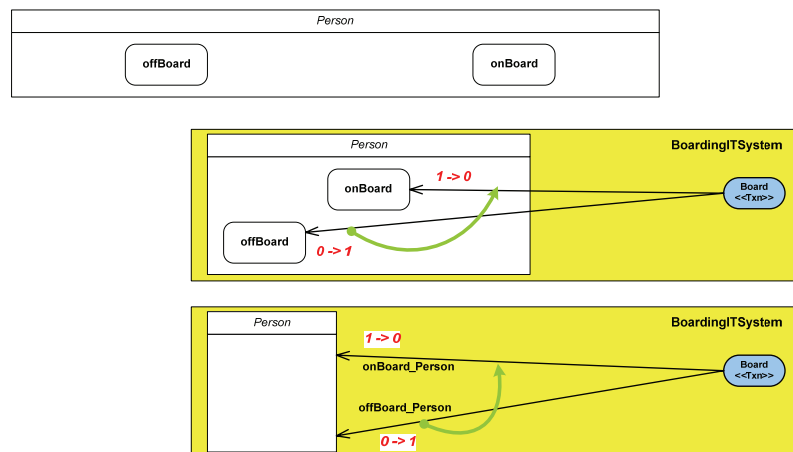 Person
offBoard
onBoard
Person
BoardingITSystem
1 -> 0
onBoard
Board
<<Txn>>
offBoard
0 -> 1
Person
BoardingITSystem
1 -> 0
onBoard_Person
Board
<<Txn>>
offBoard_Person
0 -> 1